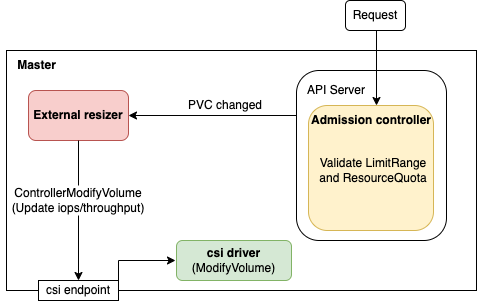 Request
Master
API Server
PVC changed
External resizer
Admission controller
Validate LimitRange
and ResourceQuota
ControllerModifyVolume
(Update iops/throughput)
csi driver
(ModifyVolume)
csi endpoint